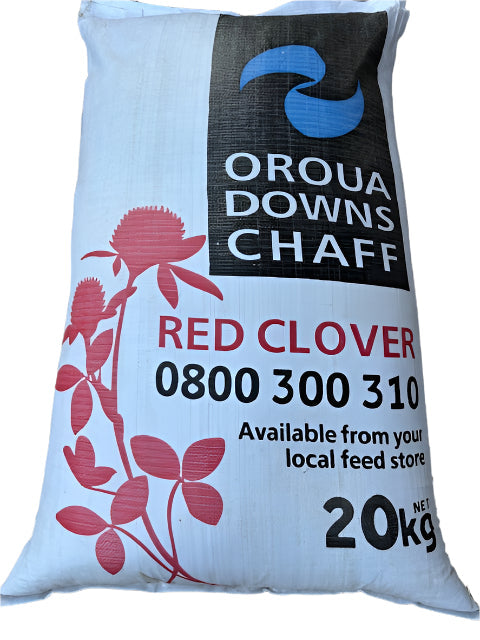 OROUA
DOWNS
CHAFF
RED CLOVER
0800 300 310
Available from your
local feed store
20kg NET